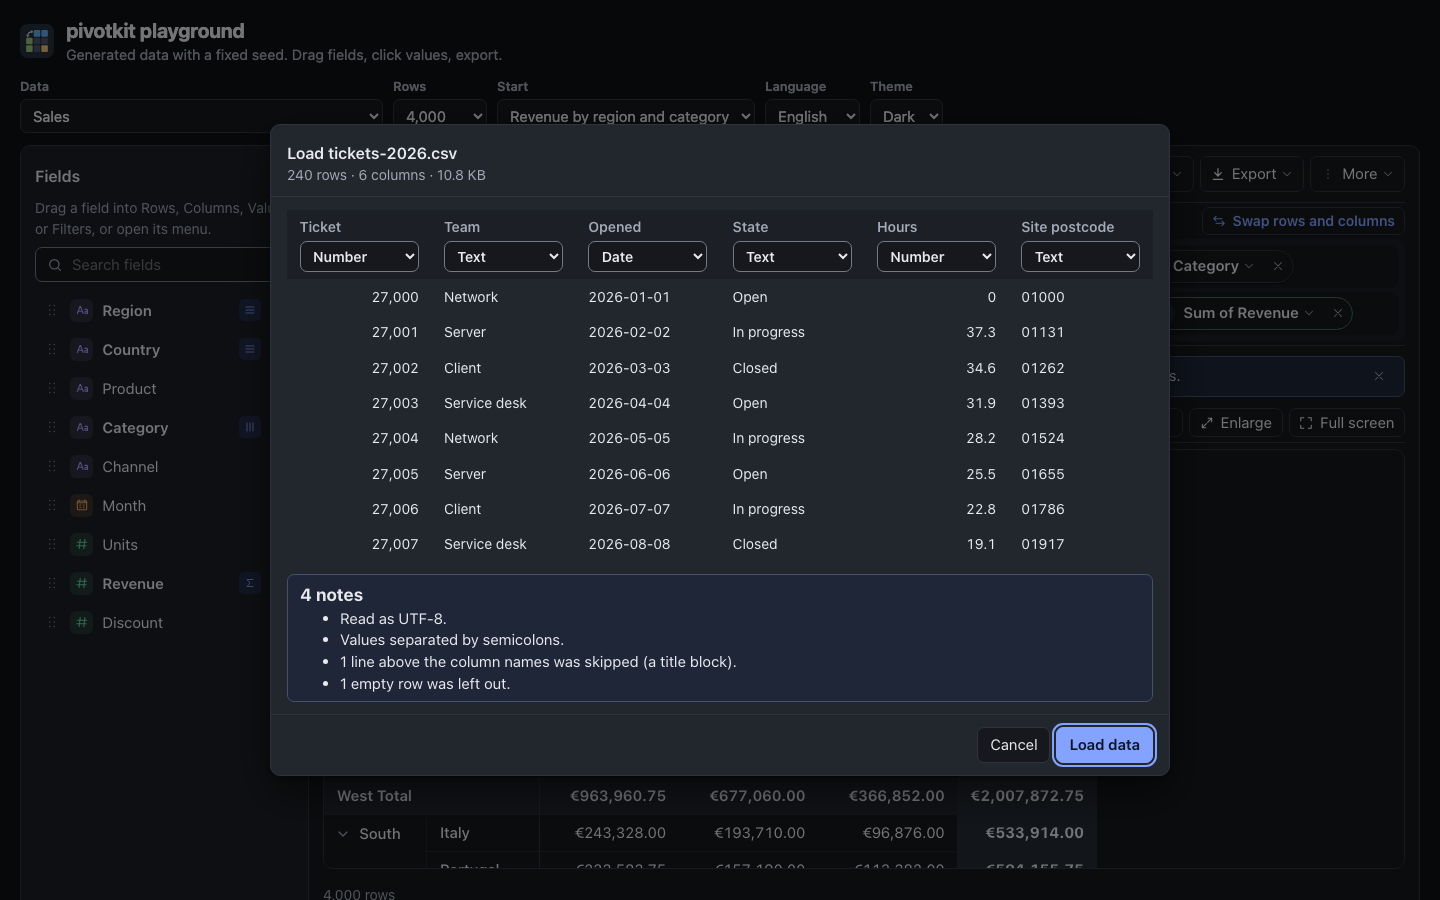 pivotkit playground
Generated data with a fixed seed. Drag fields, click values, export.
Data
Rows
Start
Language
Theme
Sales
4,000
Revenue by region and category
English
Dark
Fields
Drag a field into Rows, Columns,
or Filters, or open its menu.
Search fields
Aa Region
Aa Country
Aa Product
Aa Category
Aa Channel
Month
# Units
# Revenue Σ
# Discount
Export
More
Swap rows and columns
Category
Sum of Revenue
Enlarge
Full screen
Load tickets-2026.csv
240 rows · 6 columns · 10.8 KB
Ticket Team Opened State Hours Site postcode
Number Text Date Text Number Text
27,000 Network 2026-01-01 Open 0 01000
27,001 Server 2026-02-02 In progress 37.3 01131
27,002 Client 2026-03-03 Closed 34.6 01262
27,003 Service desk 2026-04-04 Open 31.9 01393
27,004 Network 2026-05-05 In progress 28.2 01524
27,005 Server 2026-06-06 Open 25.5 01655
27,006 Client 2026-07-07 In progress 22.8 01786
27,007 Service desk 2026-08-08 Closed 19.1 01917
4 notes
• Read as UTF-8.
• Values separated by semicolons.
• 1 line above the column names was skipped (a title block).
• 1 empty row was left out.
Cancel
Load data
West Total €963,960.75 €677,060.00 €366,852.00 €2,007,872.75
South Italy €243,328.00 €193,710.00 €96,876.00 €533,914.00
4,000 rows